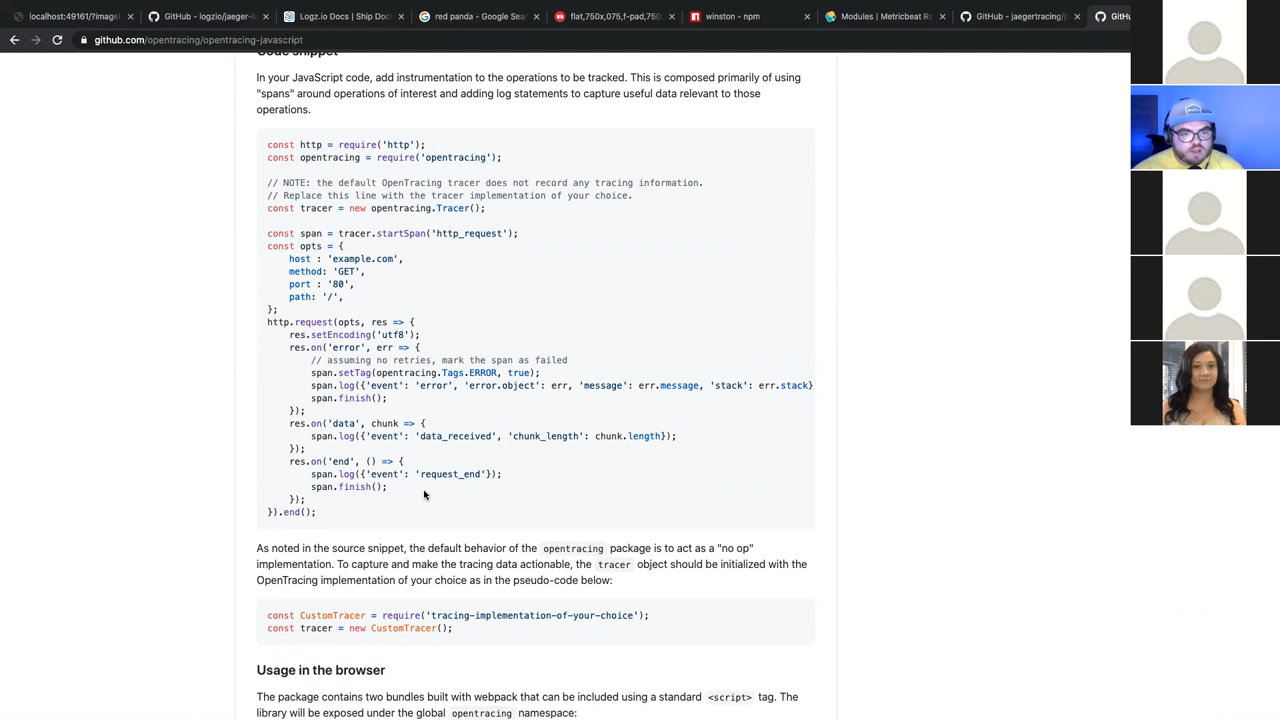 localhost:49161/?image
GitHub - logzio/jaeger-l
Logz.io Docs | Ship Doc
red panda - Google Sear
flat,750x,075,f-pad,750
winston - npm
Modules | Metricbeat Re
GitHub - jaegertracing/j
GitHu
github.com/opentracing/opentracing-javascript
Code snippet
In your JavaScript code, add instrumentation to the operations to be tracked. This is composed primarily of using
"spans" around operations of interest and adding log statements to capture useful data relevant to those
operations.
const http = require('http');
const opentracing = require('opentracing');
// NOTE: the default OpenTracing tracer does not record any tracing information.
// Replace this line with the tracer implementation of your choice.
const tracer = new opentracing.Tracer();
const span = tracer.startSpan('http_request');
const opts = {
host : 'example.com',
method: 'GET',
port : '80',
path: '/',
};
http.request(opts, res => {
res.setEncoding('utf8');
res.on('error', err => {
// assuming no retries, mark the span as failed
span.setTag(opentracing.Tags.ERROR, true);
span.log({'event': 'error', 'error.object': err, 'message': err.message, 'stack': err.stack}
span.finish();
});
res.on('data', chunk => {
span.log({'event': 'data_received', 'chunk_length': chunk.length});
});
res.on('end', () => {
span.log({'event': 'request_end'});
span.finish();
});
}).end();
As noted in the source snippet, the default behavior of the opentracing package is to act as a "no op"
implementation. To capture and make the tracing data actionable, the tracer object should be initialized with the
OpenTracing implementation of your choice as in the pseudo-code below:
const CustomTracer = require('tracing-implementation-of-your-choice');
const tracer = new CustomTracer();
Usage in the browser
The package contains two bundles built with webpack that can be included using a standard <script> tag. The
library will be exposed under the global opentracing namespace: